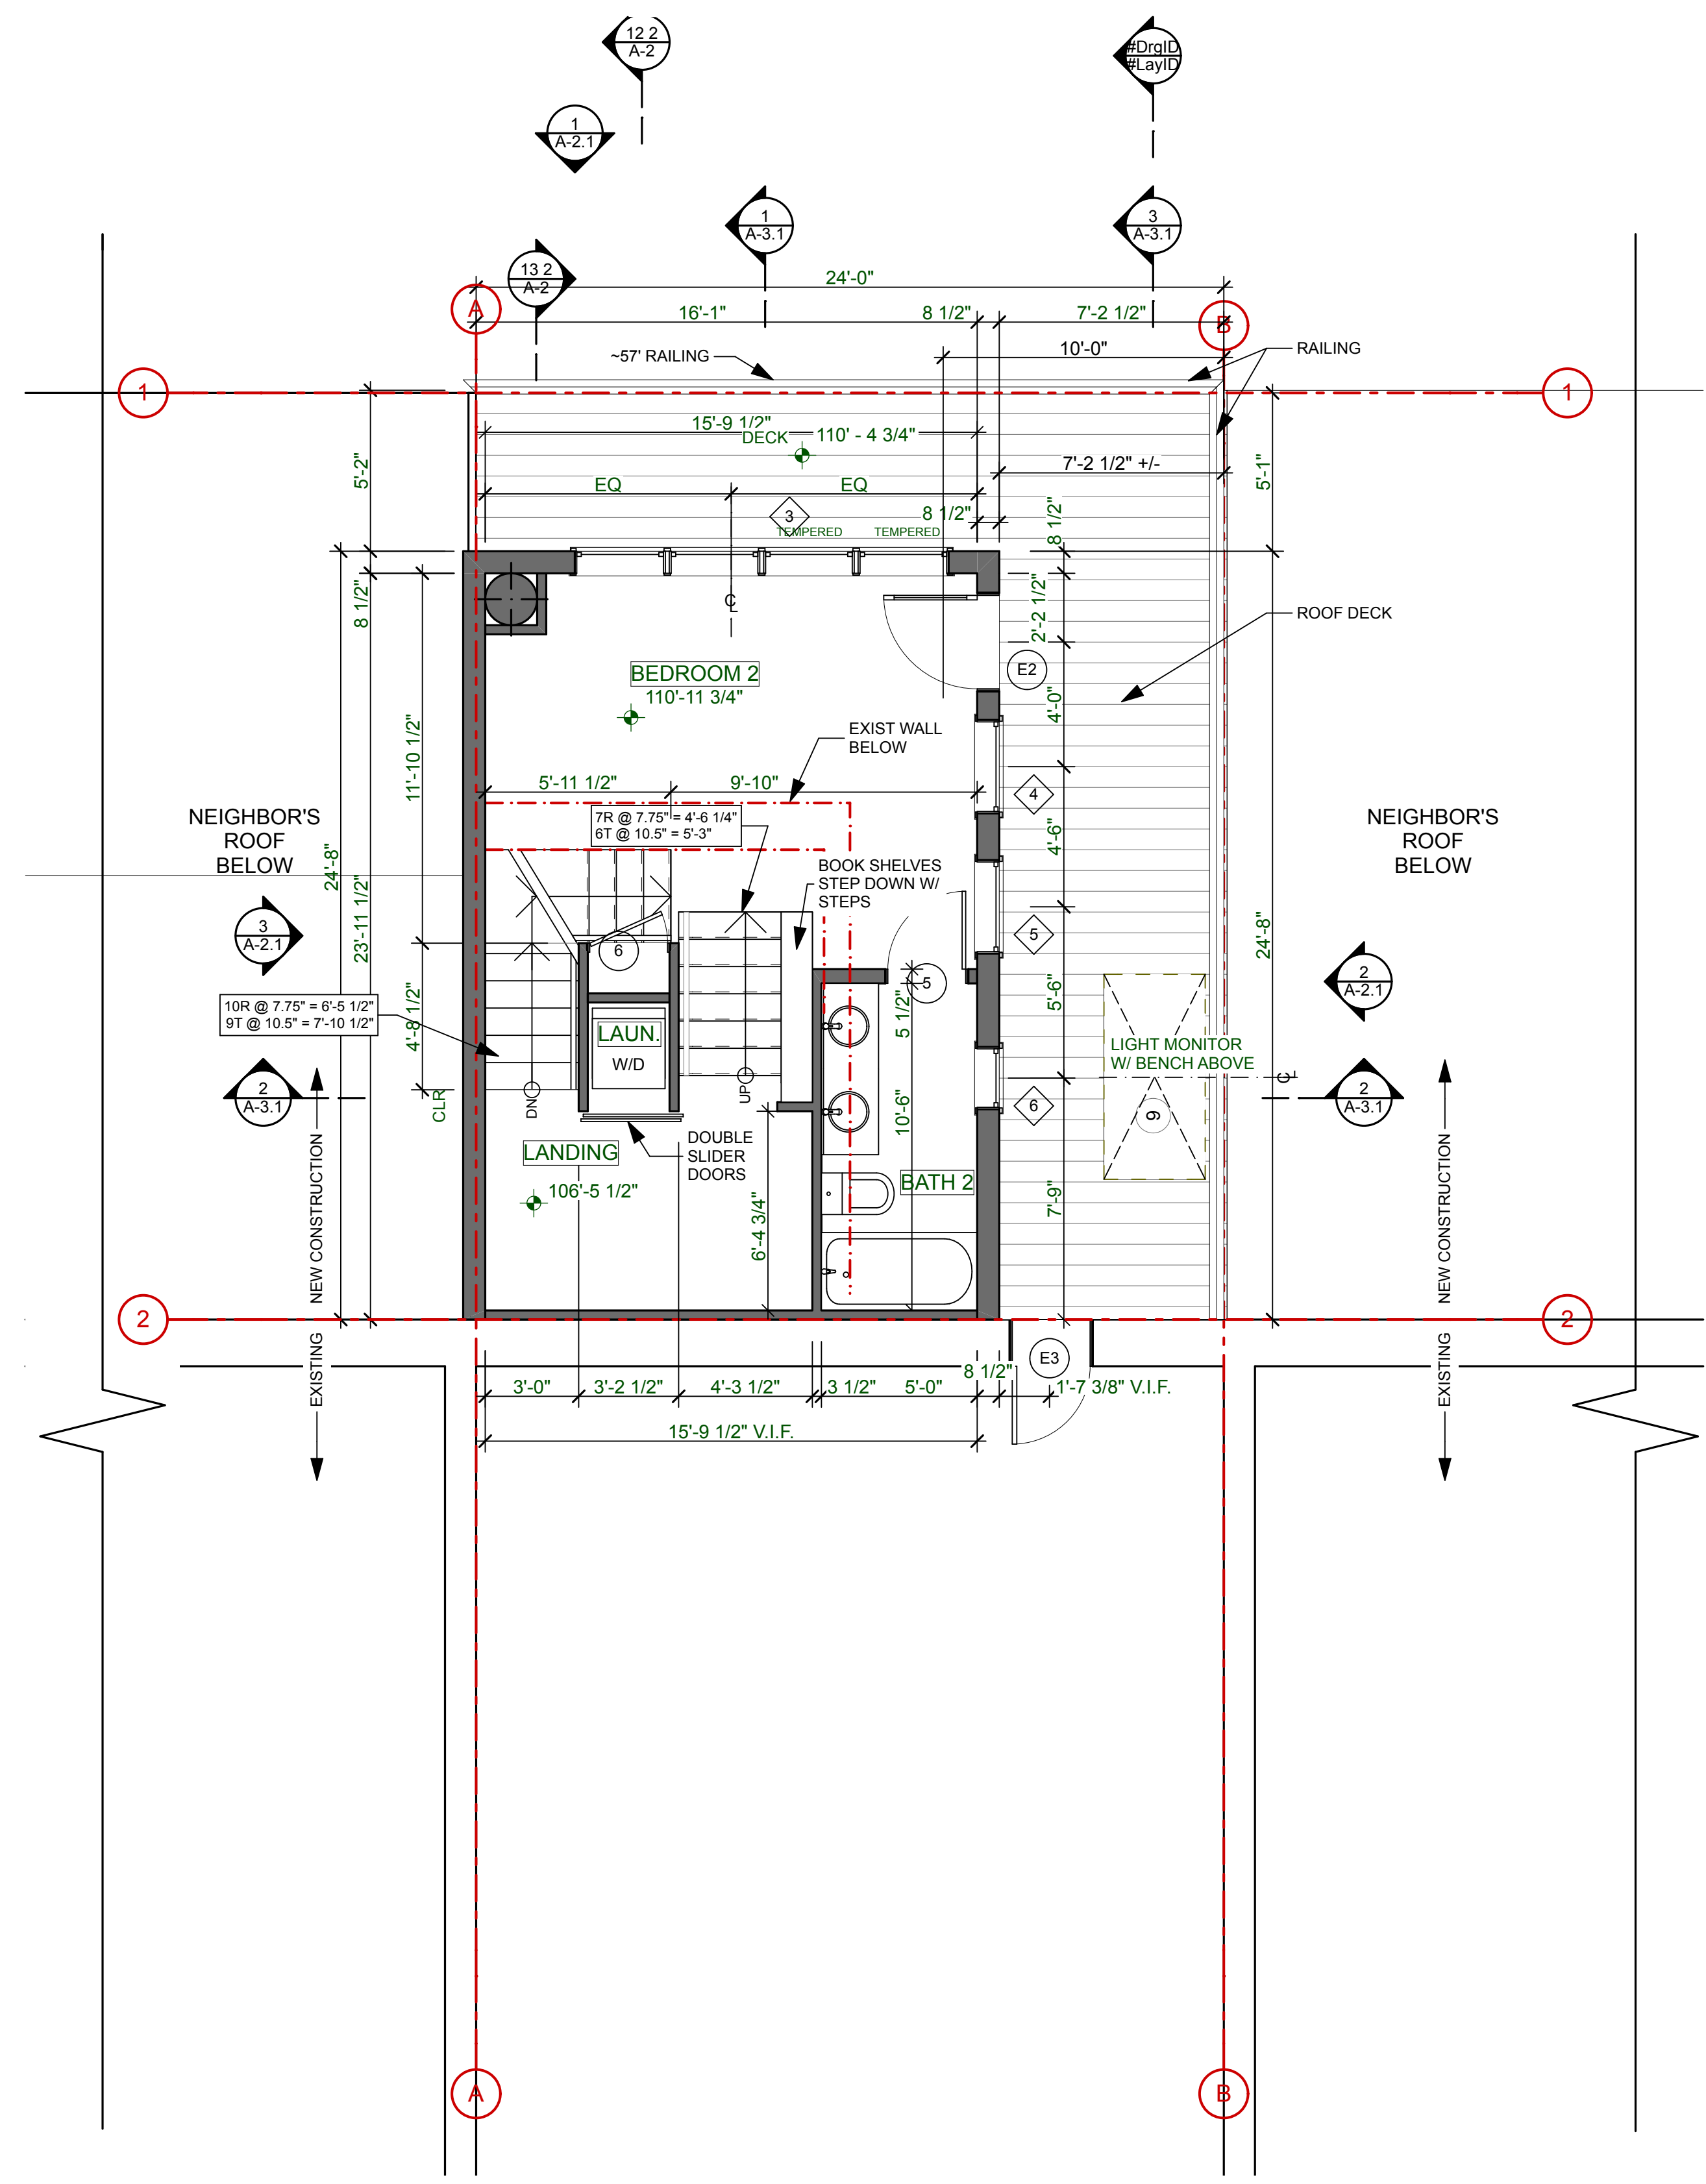 12 2
A-2
#DrgID
#LayID
1
A-2.1
1
A-3.1
3
A-3.1
13 2
A-2
24'-0"
A
16'-1"
8 1/2"
7'-2 1/2"
B
~57' RAILING
10'-0"
RAILING
1
1
15'-9 1/2"
DECK
110' - 4 3/4"
7'-2 1/2" +/-
5'-2"
5'-1"
EQ
EQ
3
8 1/2"
8 1/2"
TEMPERED
TEMPERED
8 1/2"
CL
2'-2 1/2"
ROOF DECK
BEDROOM 2
110'-11 3/4"
E2
4'-0"
EXIST WALL
BELOW
11'-10 1/2"
5'-11 1/2"
9'-10"
4
NEIGHBOR'S
ROOF
BELOW
7R @ 7.75" = 4'-6 1/4"
6T @ 10.5" = 5'-3"
4'-6"
NEIGHBOR'S
ROOF
BELOW
24'-8"
23'-11 1/2"
BOOK SHELVES
STEP DOWN W/
STEPS
3
A-2.1
6
5
24'-8"
5
2
A-2.1
10R @ 7.75" = 6'-5 1/2"
9T @ 10.5" = 7'-10 1/2"
4'-8 1/2"
CLR
LAUN.
W/D
5 1/2"
5'-6"
LIGHT MONITOR
W/ BENCH ABOVE
CL
2
A-3.1
DN
UP
10'-6"
6
9
2
A-3.1
LANDING
106'-5 1/2"
DOUBLE
SLIDER
DOORS
BATH 2
6'-4 3/4"
7'-9"
NEW CONSTRUCTION
NEW CONSTRUCTION
2
2
EXISTING
EXISTING
E3
3'-0"
3'-2 1/2"
4'-3 1/2"
3 1/2"
5'-0"
8 1/2"
1'-7 3/8" V.I.F.
15'-9 1/2" V.I.F.
A
B